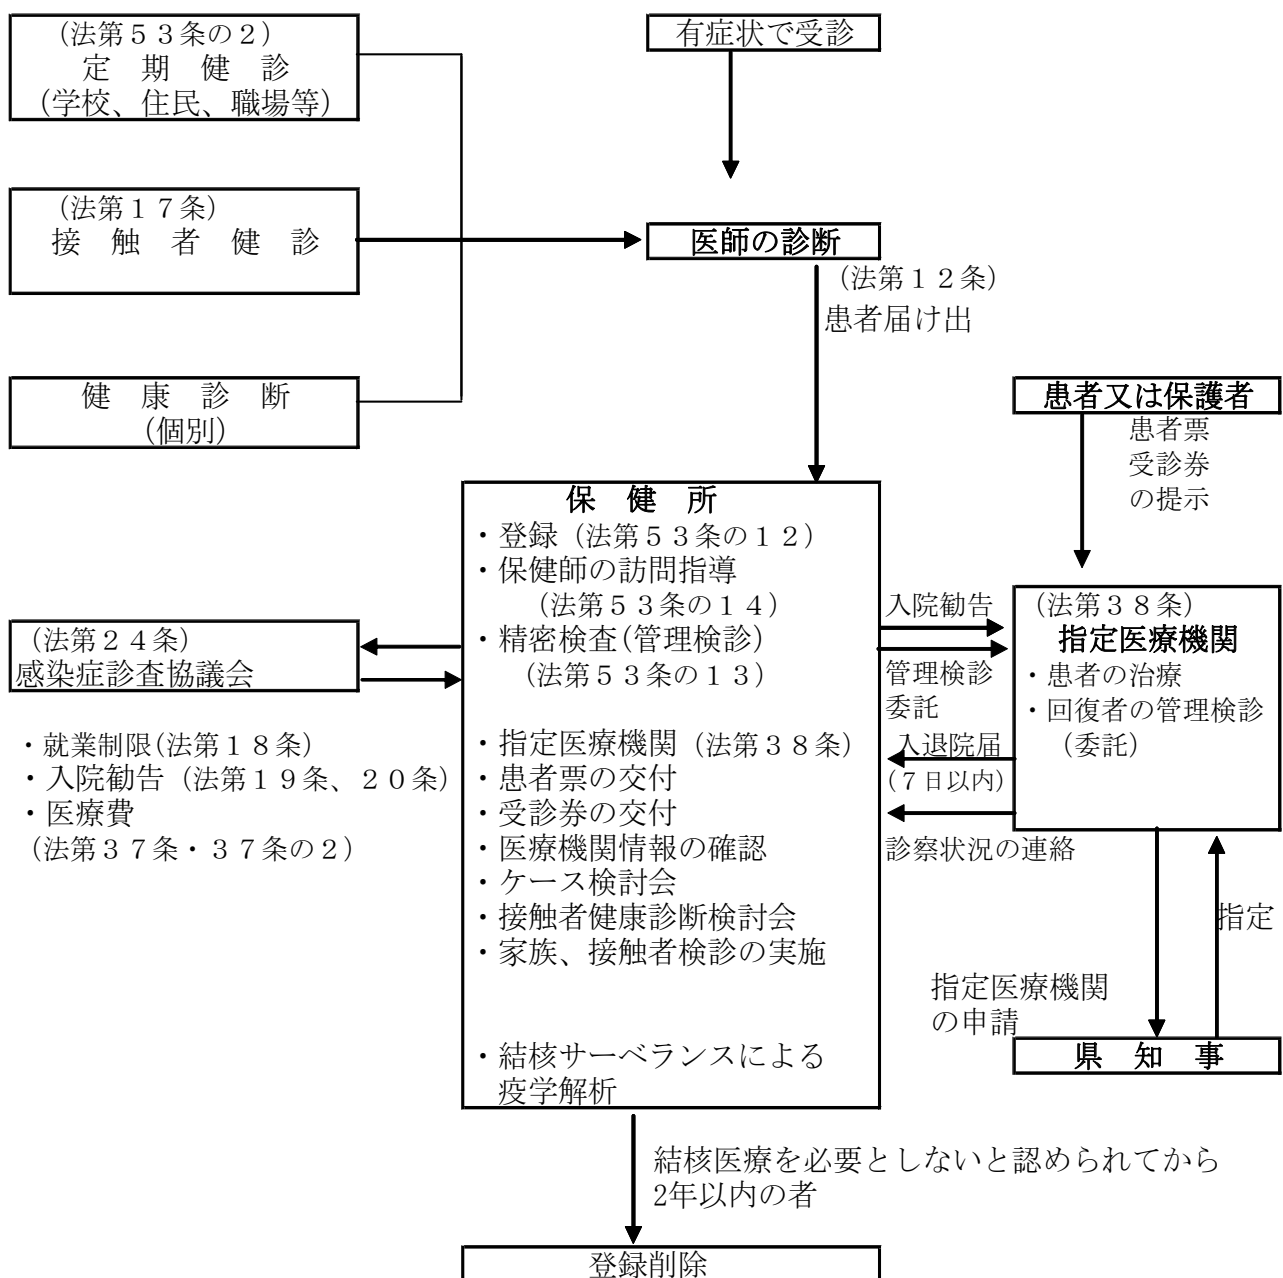 (法第５３条の２)
定　期　健　診
(学校、住民、職場等)
有症状で受診
(法第１７条)
接　触　者　健　診
医師の診断
(法第１２条)
患者届け出
健　康　診　断
(個別)
患者又は保護者
患者票
受診券
の提示
保　健　所
・登録 (法第５３条の１２)
・保健師の訪問指導
(法第５３条の１４)
・精密検査(管理検診)
(法第５３条の１３)
・指定医療機関 (法第３８条)
・患者票の交付
・受診券の交付
・医療機関情報の確認
・ケース検討会
・接触者健康診断検討会
・家族、接触者検診の実施
・結核サーベランスによる
疫学解析
(法第２４条)
感染症診査協議会
・就業制限(法第１８条)
・入院勧告 (法第１９条、２０条)
・医療費
(法第３７条・３７条の２)
入院勧告
管理検診
委託
入退院届
(７日以内)
診察状況の連絡
(法第３８条)
指定医療機関
・患者の治療
・回復者の管理検診
(委託)
指定
指定医療機関
の申請
県　知　事
結核医療を必要としないと認められてから
2年以内の者
登録削除